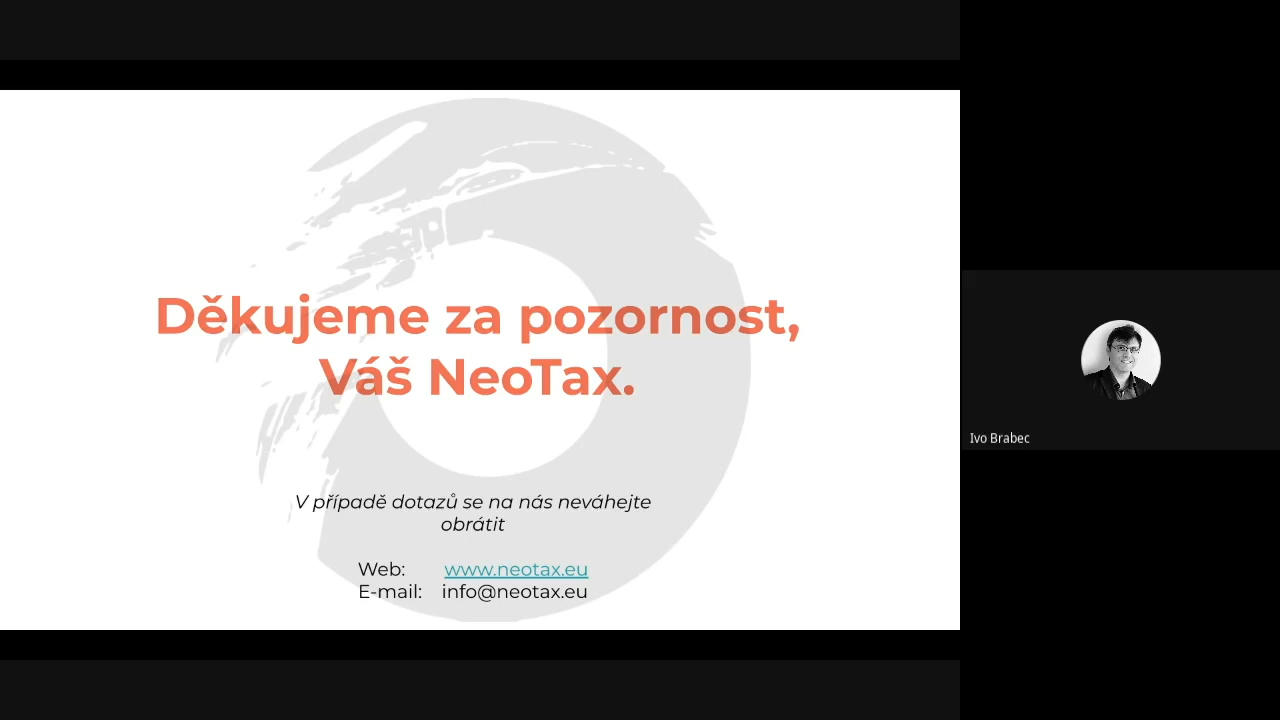 Děkujeme za pozornost,
Váš NeoTax.
V případě dotazů se na nás neváhejte
obrátit
Web: www.neotax.eu
E-mail: info@neotax.eu
Ivo Brabec